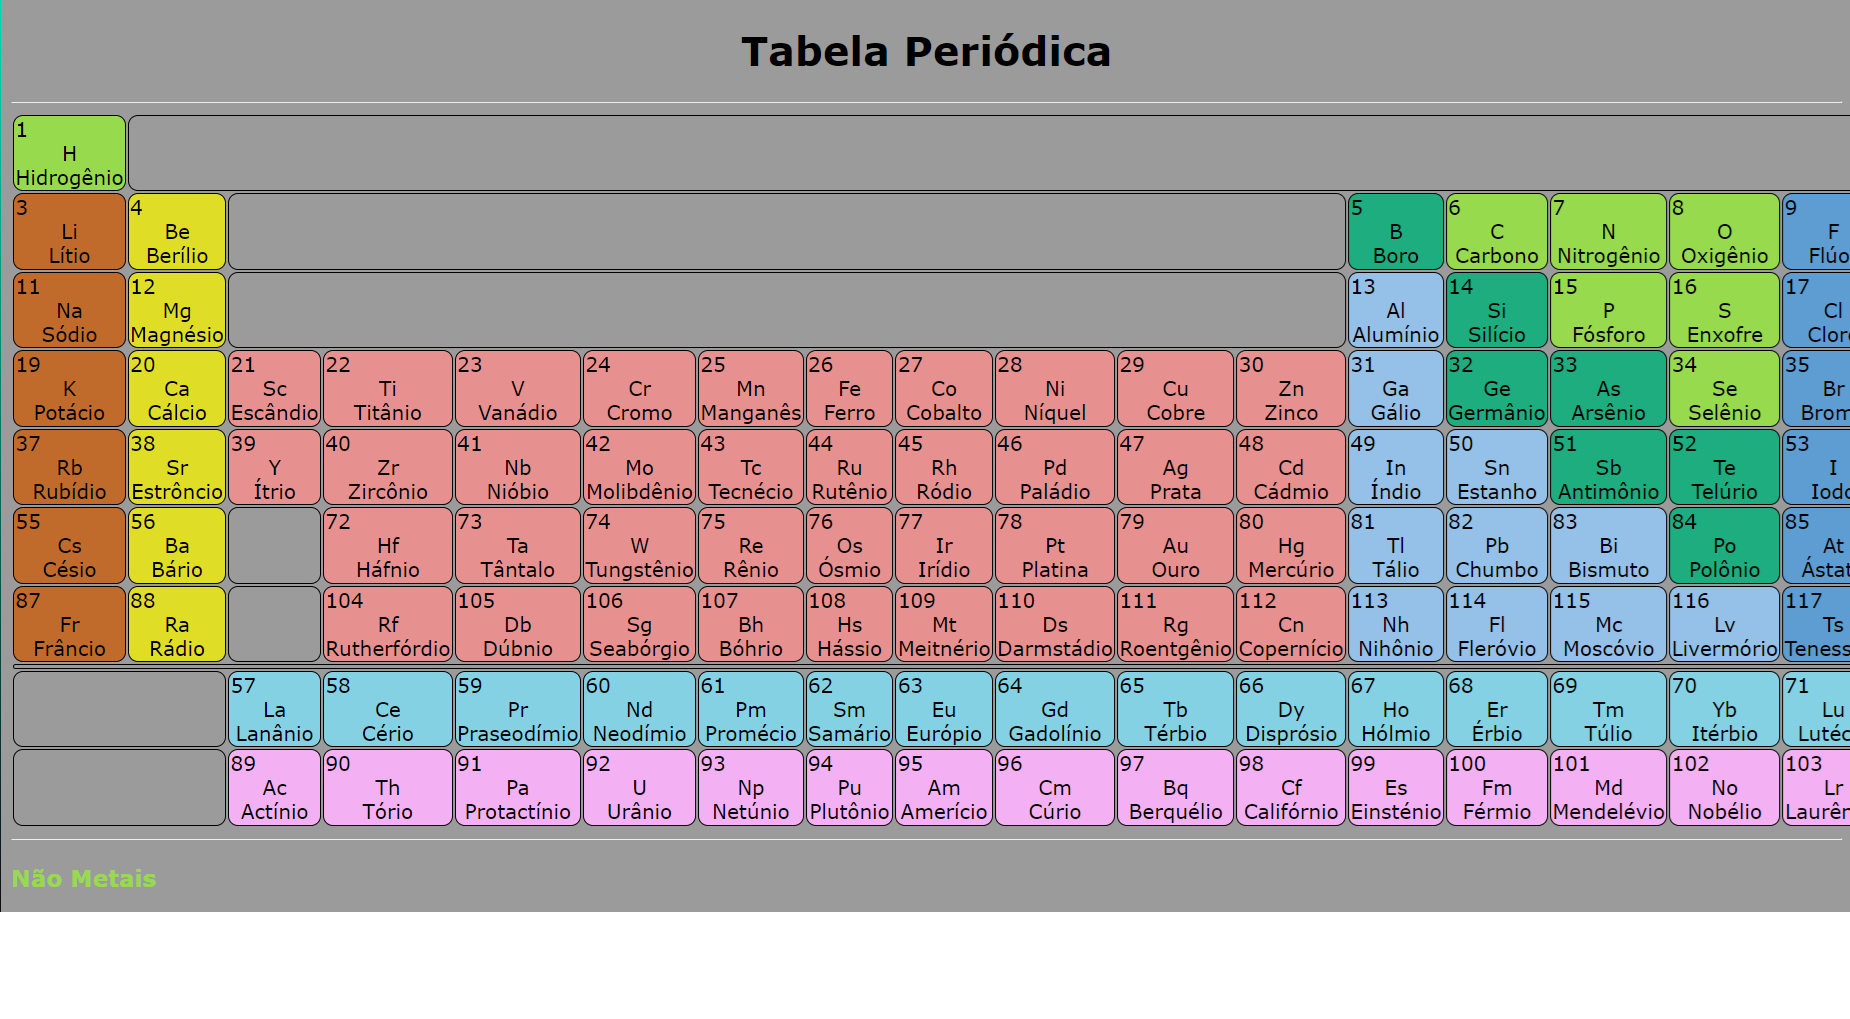 Tabela Periódica
1
H
Hidrogênio
3 4 5 6 7 8 9
Li Be B C N O F
Lítio Berílio Boro Carbono Nitrogênio Oxigênio Flúo
11 12 13 14 15 16 17
Na Mg Al Si P S Cl
Sódio Magnésio Alumínio Silício Fósforo Enxofre Clor
19 20 21 22 23 24 25 26 27 28 29 30 31 32 33 34 35
K Ca Sc Ti V Cr Mn Fe Co Ni Cu Zn Ga Ge As Se Br
Potácio Cálcio Escândio Titânio Vanádio Cromo Manganês Ferro Cobalto Níquel Cobre Zinco Gálio Germânio Arsênio Selênio Brom
37 38 39 40 41 42 43 44 45 46 47 48 49 50 51 52 53
Rb Sr Y Zr Nb Mo Tc Ru Rh Pd Ag Cd In Sn Sb Te I
Rubídio Estrôncio Ítrio Zircônio Nióbio Molibdênio Tecnécio Rutênio Ródio Paládio Prata Cádmio Índio Estanho Antimônio Telúrio Iodo
55 56 72 73 74 75 76 77 78 79 80 81 82 83 84 85
Cs Ba Hf Ta W Re Os Ir Pt Au Hg Tl Pb Bi Po At
Césio Bário Háfnio Tântalo Tungstênio Rênio Ósmio Irídio Platina Ouro Mercúrio Tálio Chumbo Bismuto Polônio Ástat
87 88 104 105 106 107 108 109 110 111 112 113 114 115 116 117
Fr Ra Rf Db Sg Bh Hs Mt Ds Rg Cn Nh Fl Mc Lv Ts
Frâncio Rádio Rutherfórdio Dúbnio Seabórgio Bóhrio Hássio Meitnério Darmstádio Roentgênio Copernício Nihônio Fleróvio Moscóvio Livermório Teness
57 58 59 60 61 62 63 64 65 66 67 68 69 70 71
La Ce Pr Nd Pm Sm Eu Gd Tb Dy Ho Er Tm Yb Lu
Lanânio Cério Praseodímio Neodímio Promécio Samário Európio Gadolínio Térbio Disprósio Hólmio Érbio Túlio Itérbio Lutéc
89 90 91 92 93 94 95 96 97 98 99 100 101 102 103
Ac Th Pa U Np Pu Am Cm Bq Cf Es Fm Md No Lr
Actínio Tório Protactínio Urânio Netúnio Plutônio Amerício Cúrio Berquélio Califórnio Einsténio Férmio Mendelévio Nobélio Laurên
Não Metais